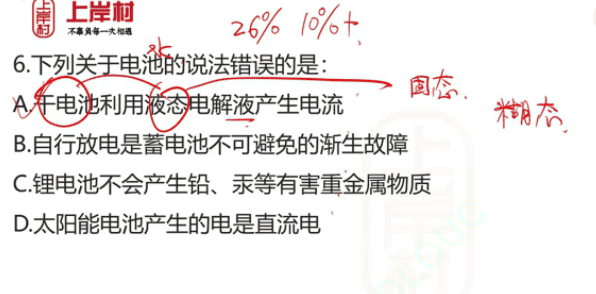 上岸村
不辜负每一次相遇
26% 10%+
水
6.下列关于电池的说法错误的是：
A.干电池利用液态电解液产生电流
固态.
糊态.
B.自行放电是蓄电池不可避免的渐生故障
C.锂电池不会产生铅、汞等有害重金属物质
D.太阳能电池产生的电是直流电
上岸村